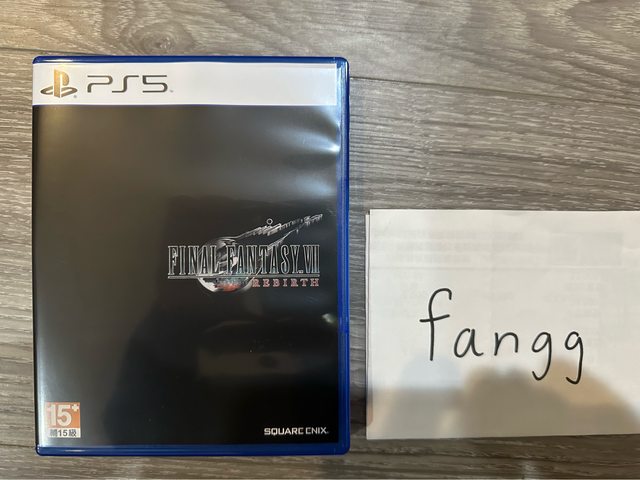 PS5
FINAL FANTASY VII
REBIRTH
15+
輔15級
SQUARE ENIX
fangg